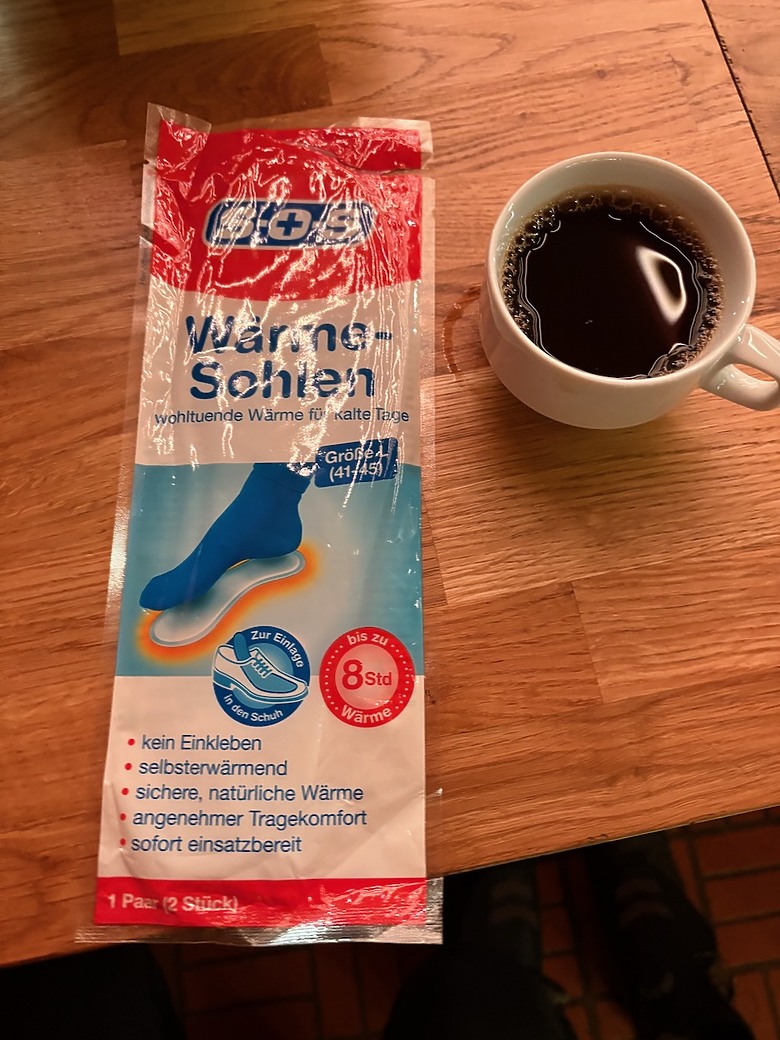 B+O+S
Wärme-
Sohlen
wohltuende Wärme für kalte Tage
Größe L
(41-45)
Zur Einlage
in den Schuh
bis zu
8 Std
Wärme
• kein Einkleben
• selbsterwärmend
• sichere, natürliche Wärme
• angenehmer Tragekomfort
• sofort einsatzbereit
1 Paar (2 Stück)